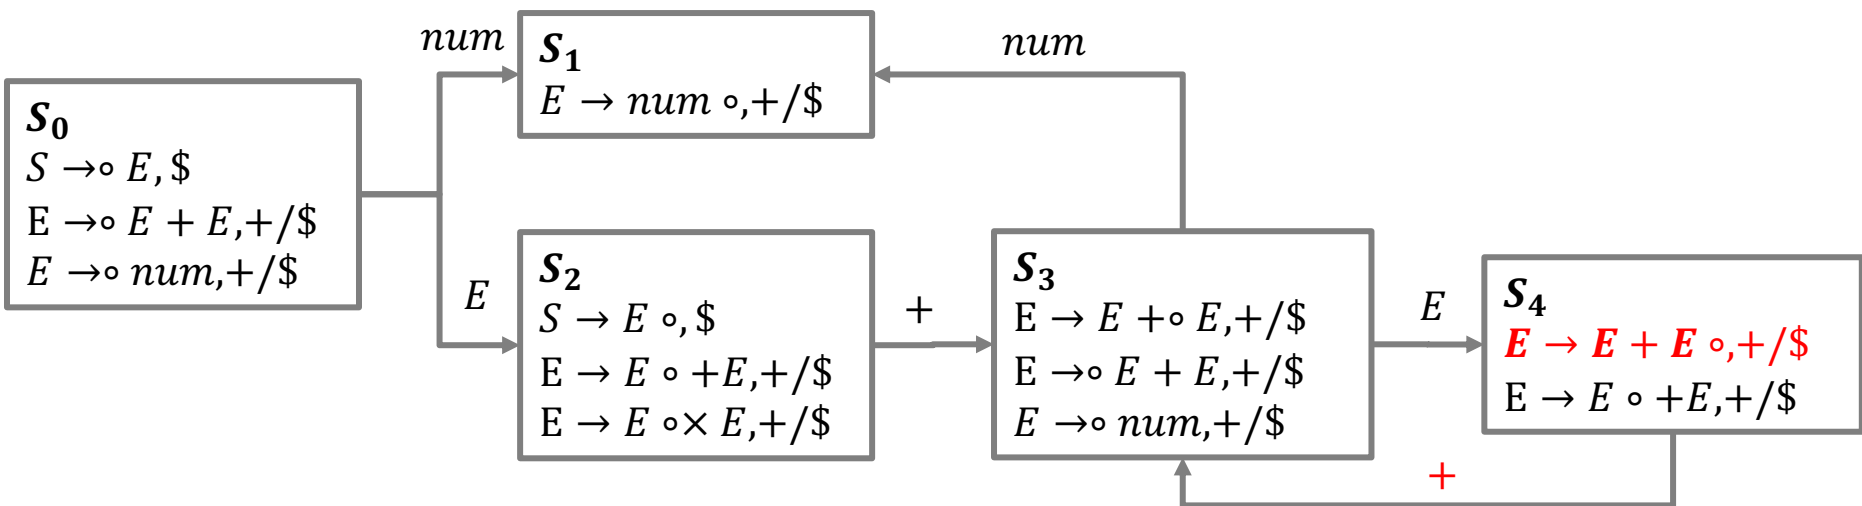 num
S₁
E → num ∘,+/$
num
S₀
S →∘ E, $
E →∘ E + E,+/$
E →∘ num,+/$
E
S₂
S → E ∘, $
E → E ∘ +E,+/$
E → E ∘× E,+/$
+
S₃
E → E +∘ E,+/$
E →∘ E + E,+/$
E →∘ num,+/$
E
S₄
E → E + E ∘,+/$
E → E ∘ +E,+/$
+